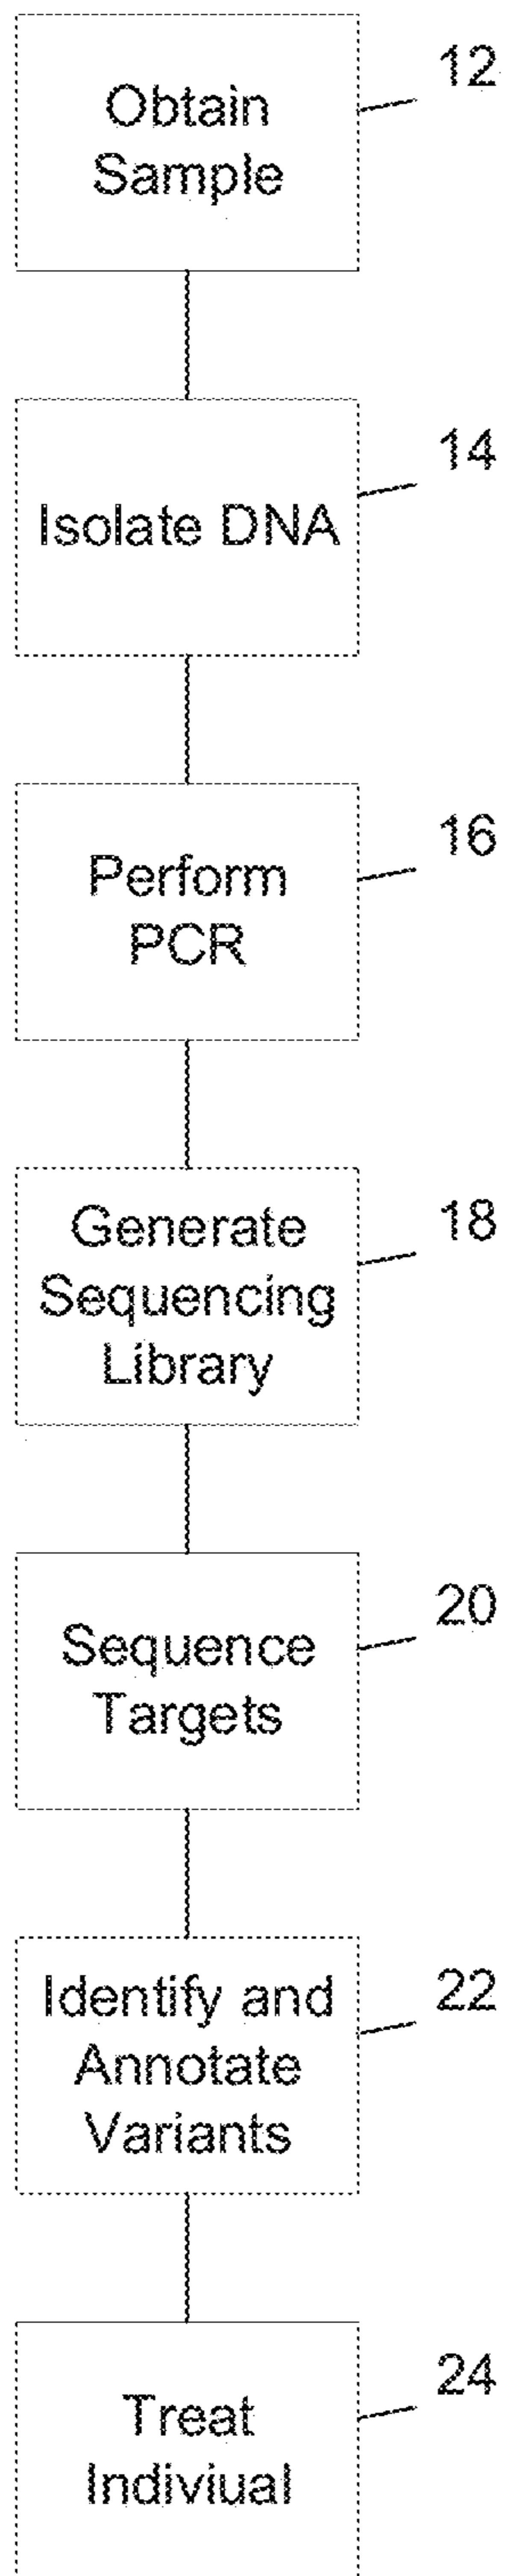 Obtain
Sample
12
Isolate DNA
14
Perform
PCR
16
Generate
Sequencing
Library
18
Sequence
Targets
20
Identify and
Annotate
Variants
22
Treat
Indiviual
24